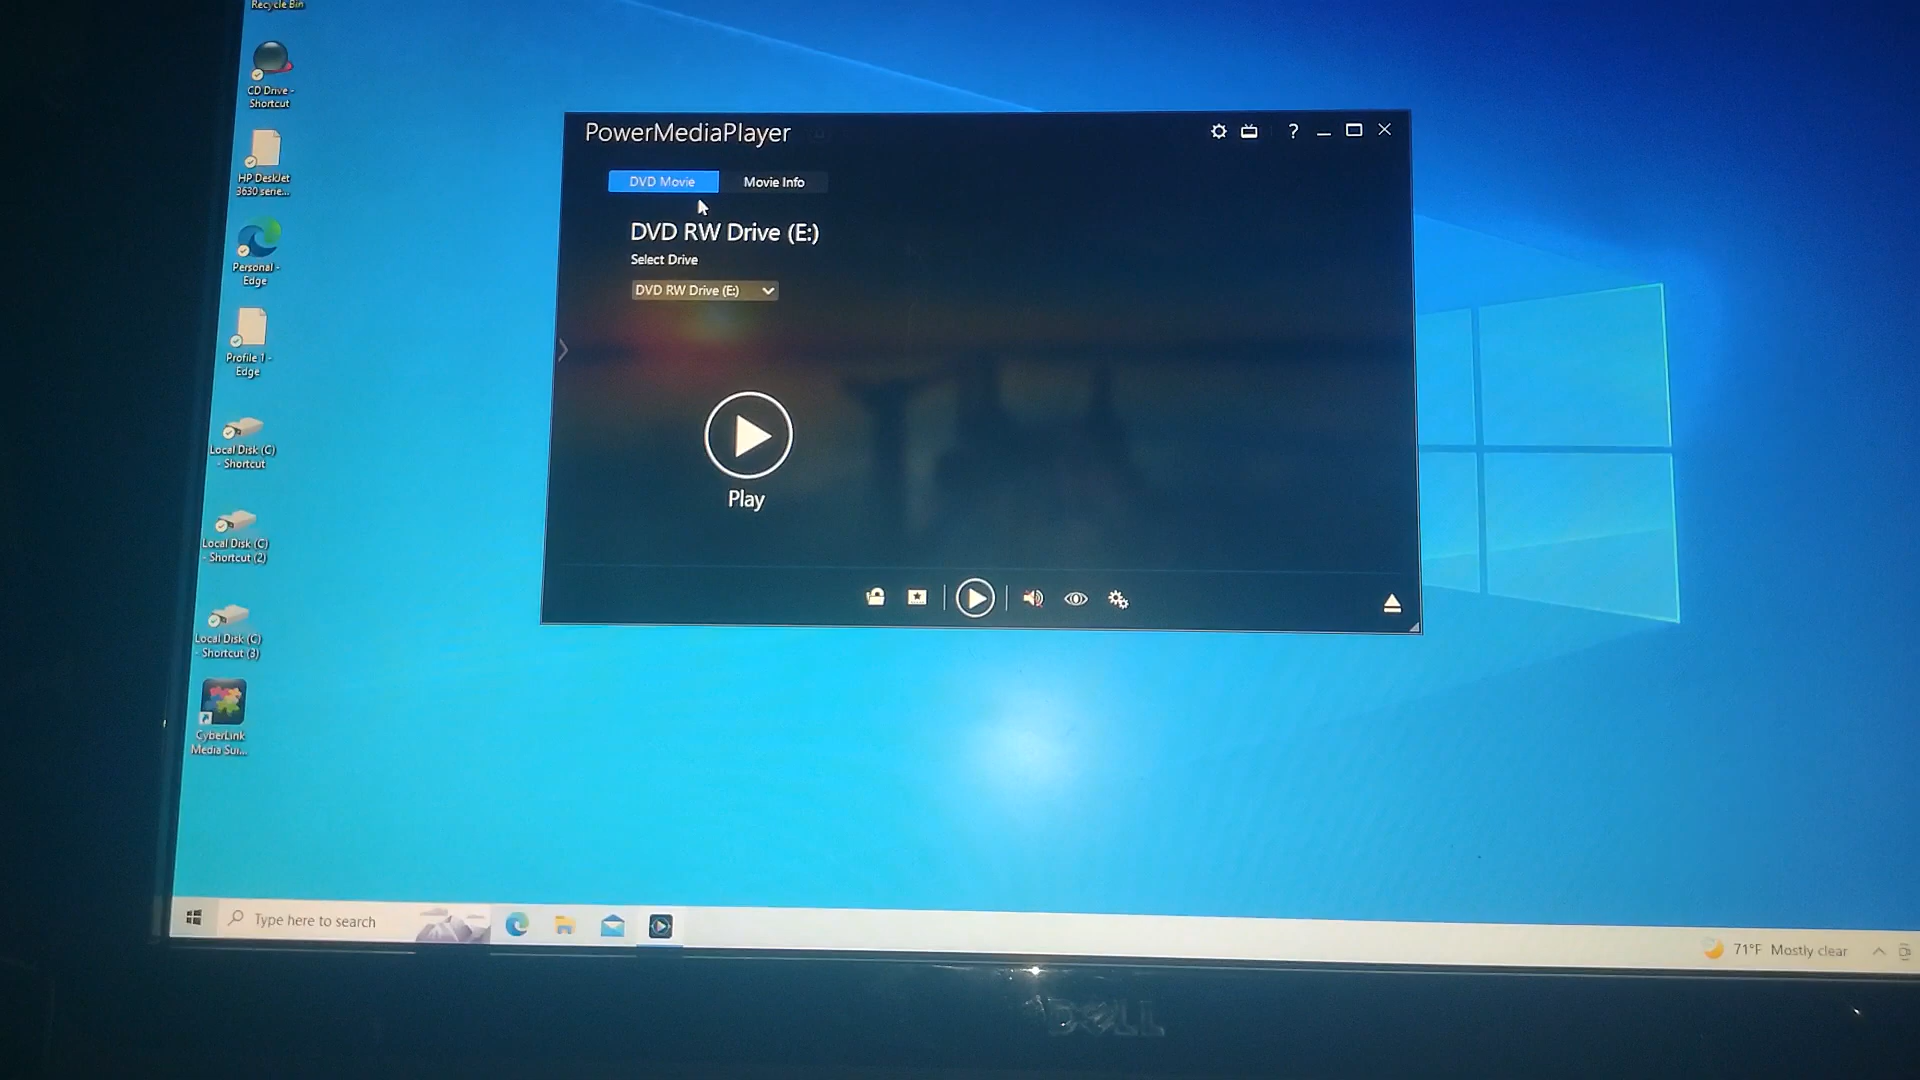 Recycle Bin
CD Drive -
Shortcut
HP DeskJet
3630 serie...
Personal -
Edge
Profile 1 -
Edge
Local Disk (C)
- Shortcut
Local Disk (C)
- Shortcut (2)
Local Disk (C)
- Shortcut (3)
CyberLink
Media Sui...
PowerMediaPlayer
?
DVD Movie
Movie Info
DVD RW Drive (E:)
Select Drive
DVD RW Drive (E:)
Play
Type here to search
71°F Mostly clear
DELL